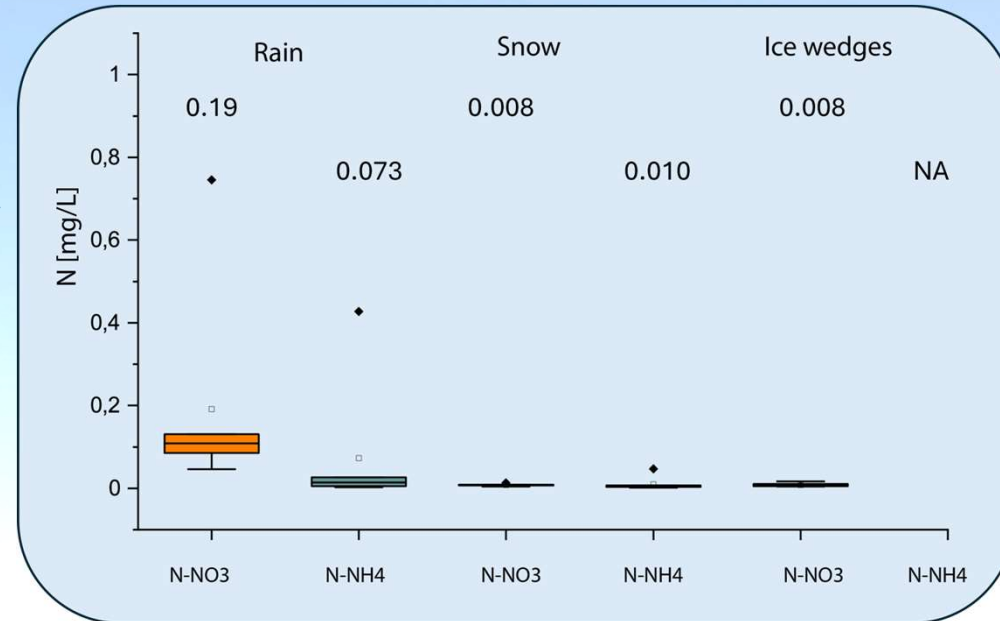 Rain Snow Ice wedges
0.19 0.008 0.008
0.073 0.010 NA
N [mg/L]
1
0,8
0,6
0,4
0,2
0
N-NO3 N-NH4 N-NO3 N-NH4 N-NO3 N-NH4